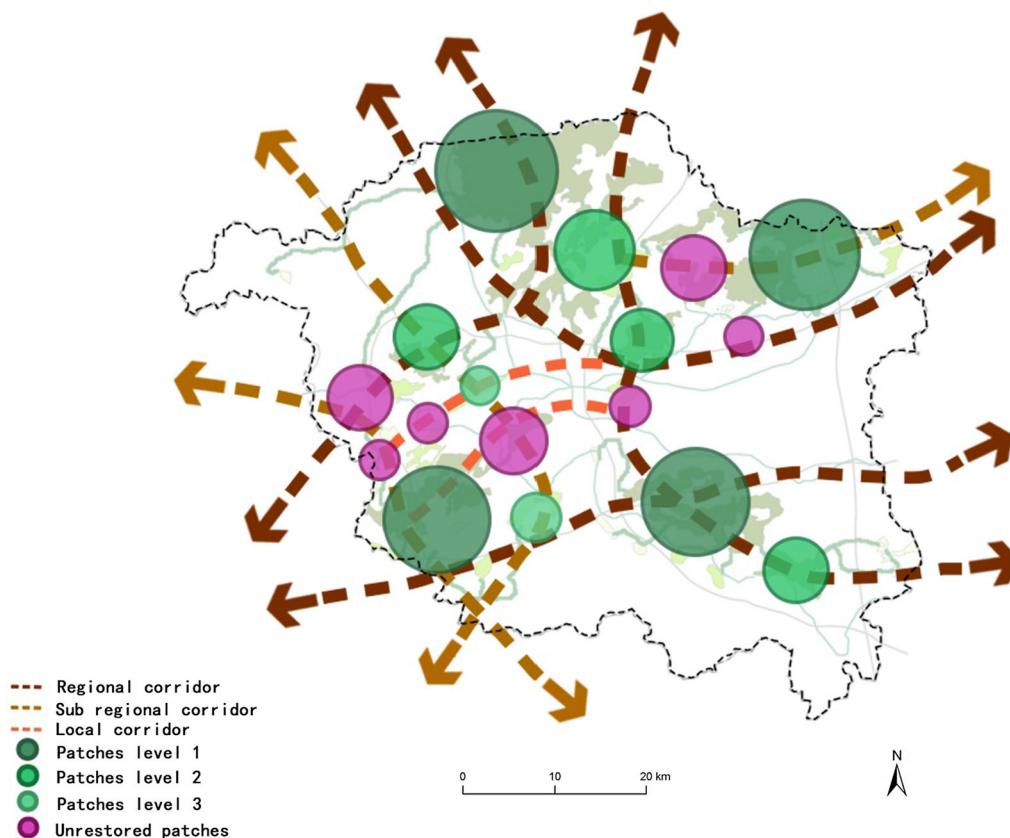 N
0 10 20 km
Regional corridor
Sub regional corridor
Local corridor
Patches level 1
Patches level 2
Patches level 3
Unrestored patches